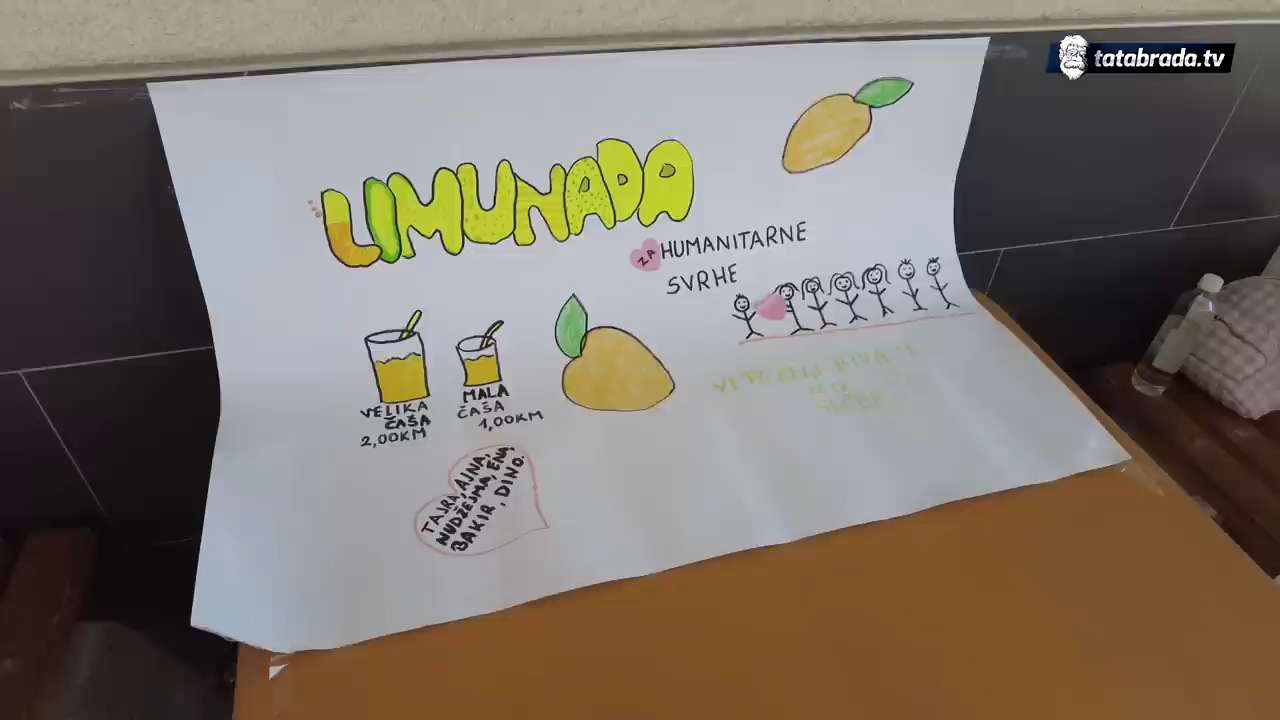 tatabrada.tv
LIMUNADA
ZA HUMANITARNE
SVRHE
VELIKA
ČAŠA
2,00KM
MALA
ČAŠA
1,00KM
TAJRA, AJNA,
NUDŽEJMA, ENA,
BAKIR, DINO.